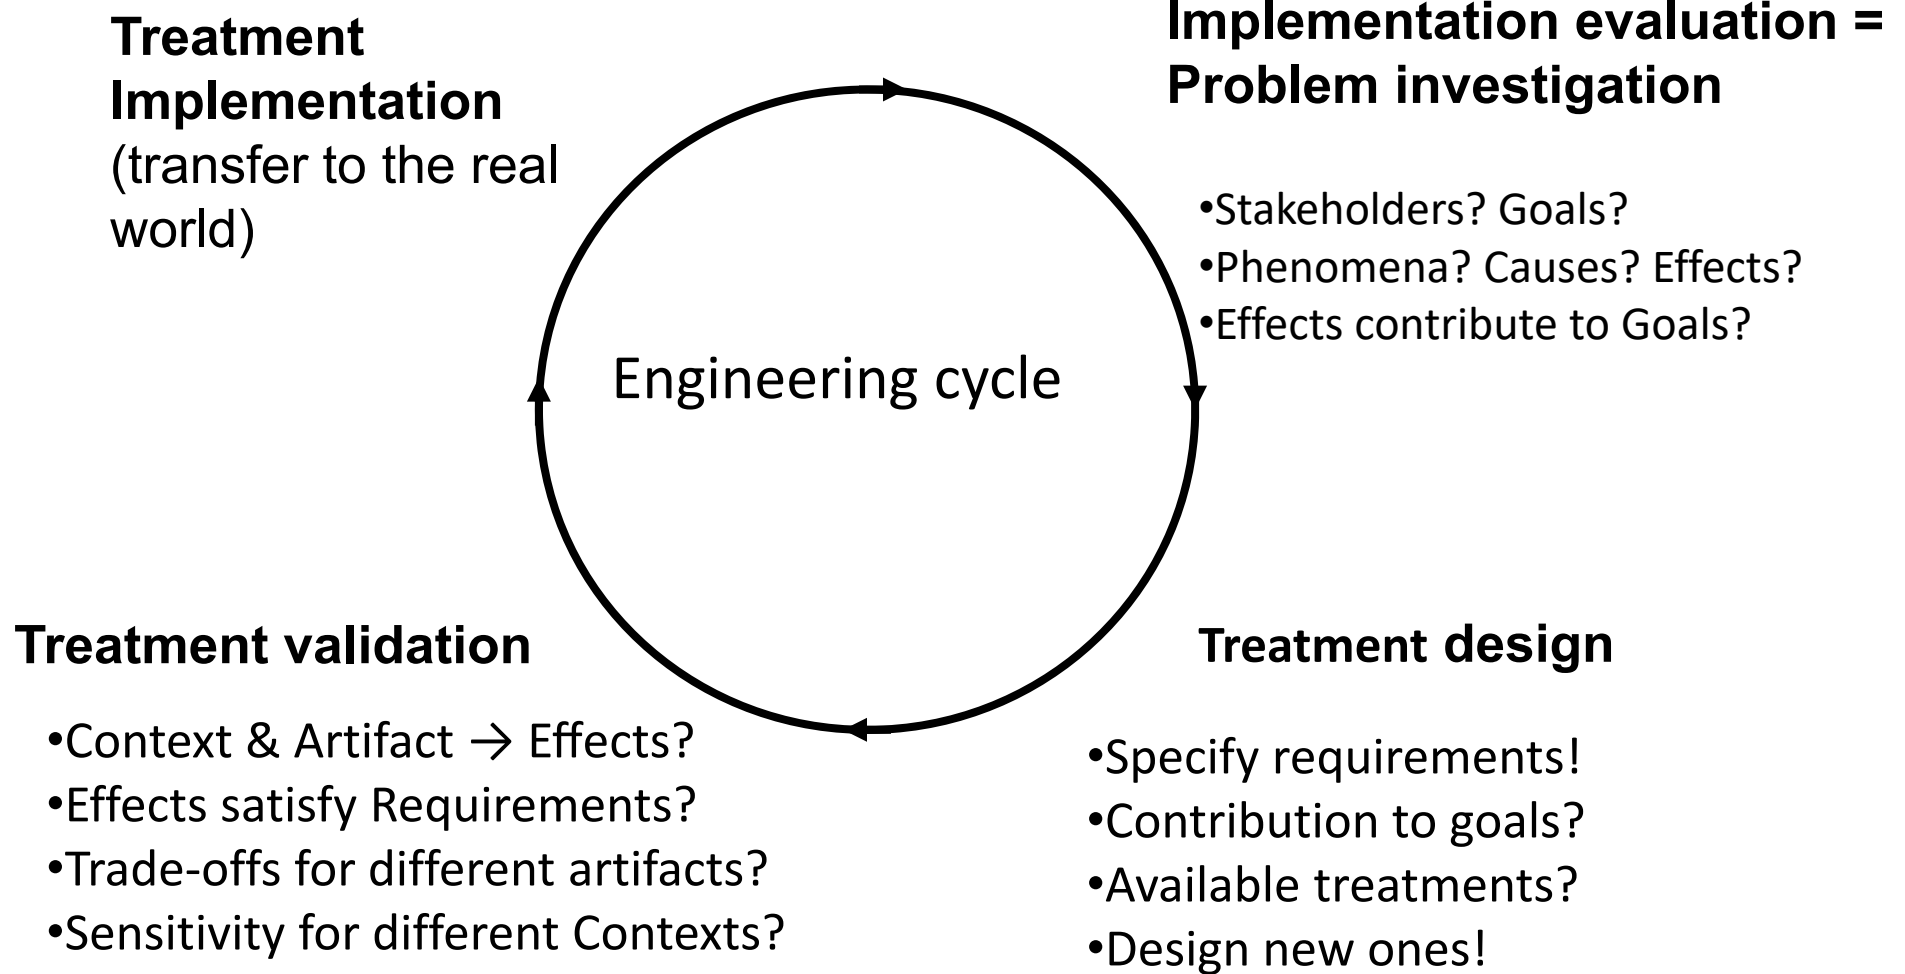 Treatment
Implementation
(transfer to the real
world)
Implementation evaluation =
Problem investigation
•Stakeholders? Goals?
•Phenomena? Causes? Effects?
•Effects contribute to Goals?
Engineering cycle
Treatment validation
•Context & Artifact → Effects?
•Effects satisfy Requirements?
•Trade-offs for different artifacts?
•Sensitivity for different Contexts?
Treatment design
•Specify requirements!
•Contribution to goals?
•Available treatments?
•Design new ones!